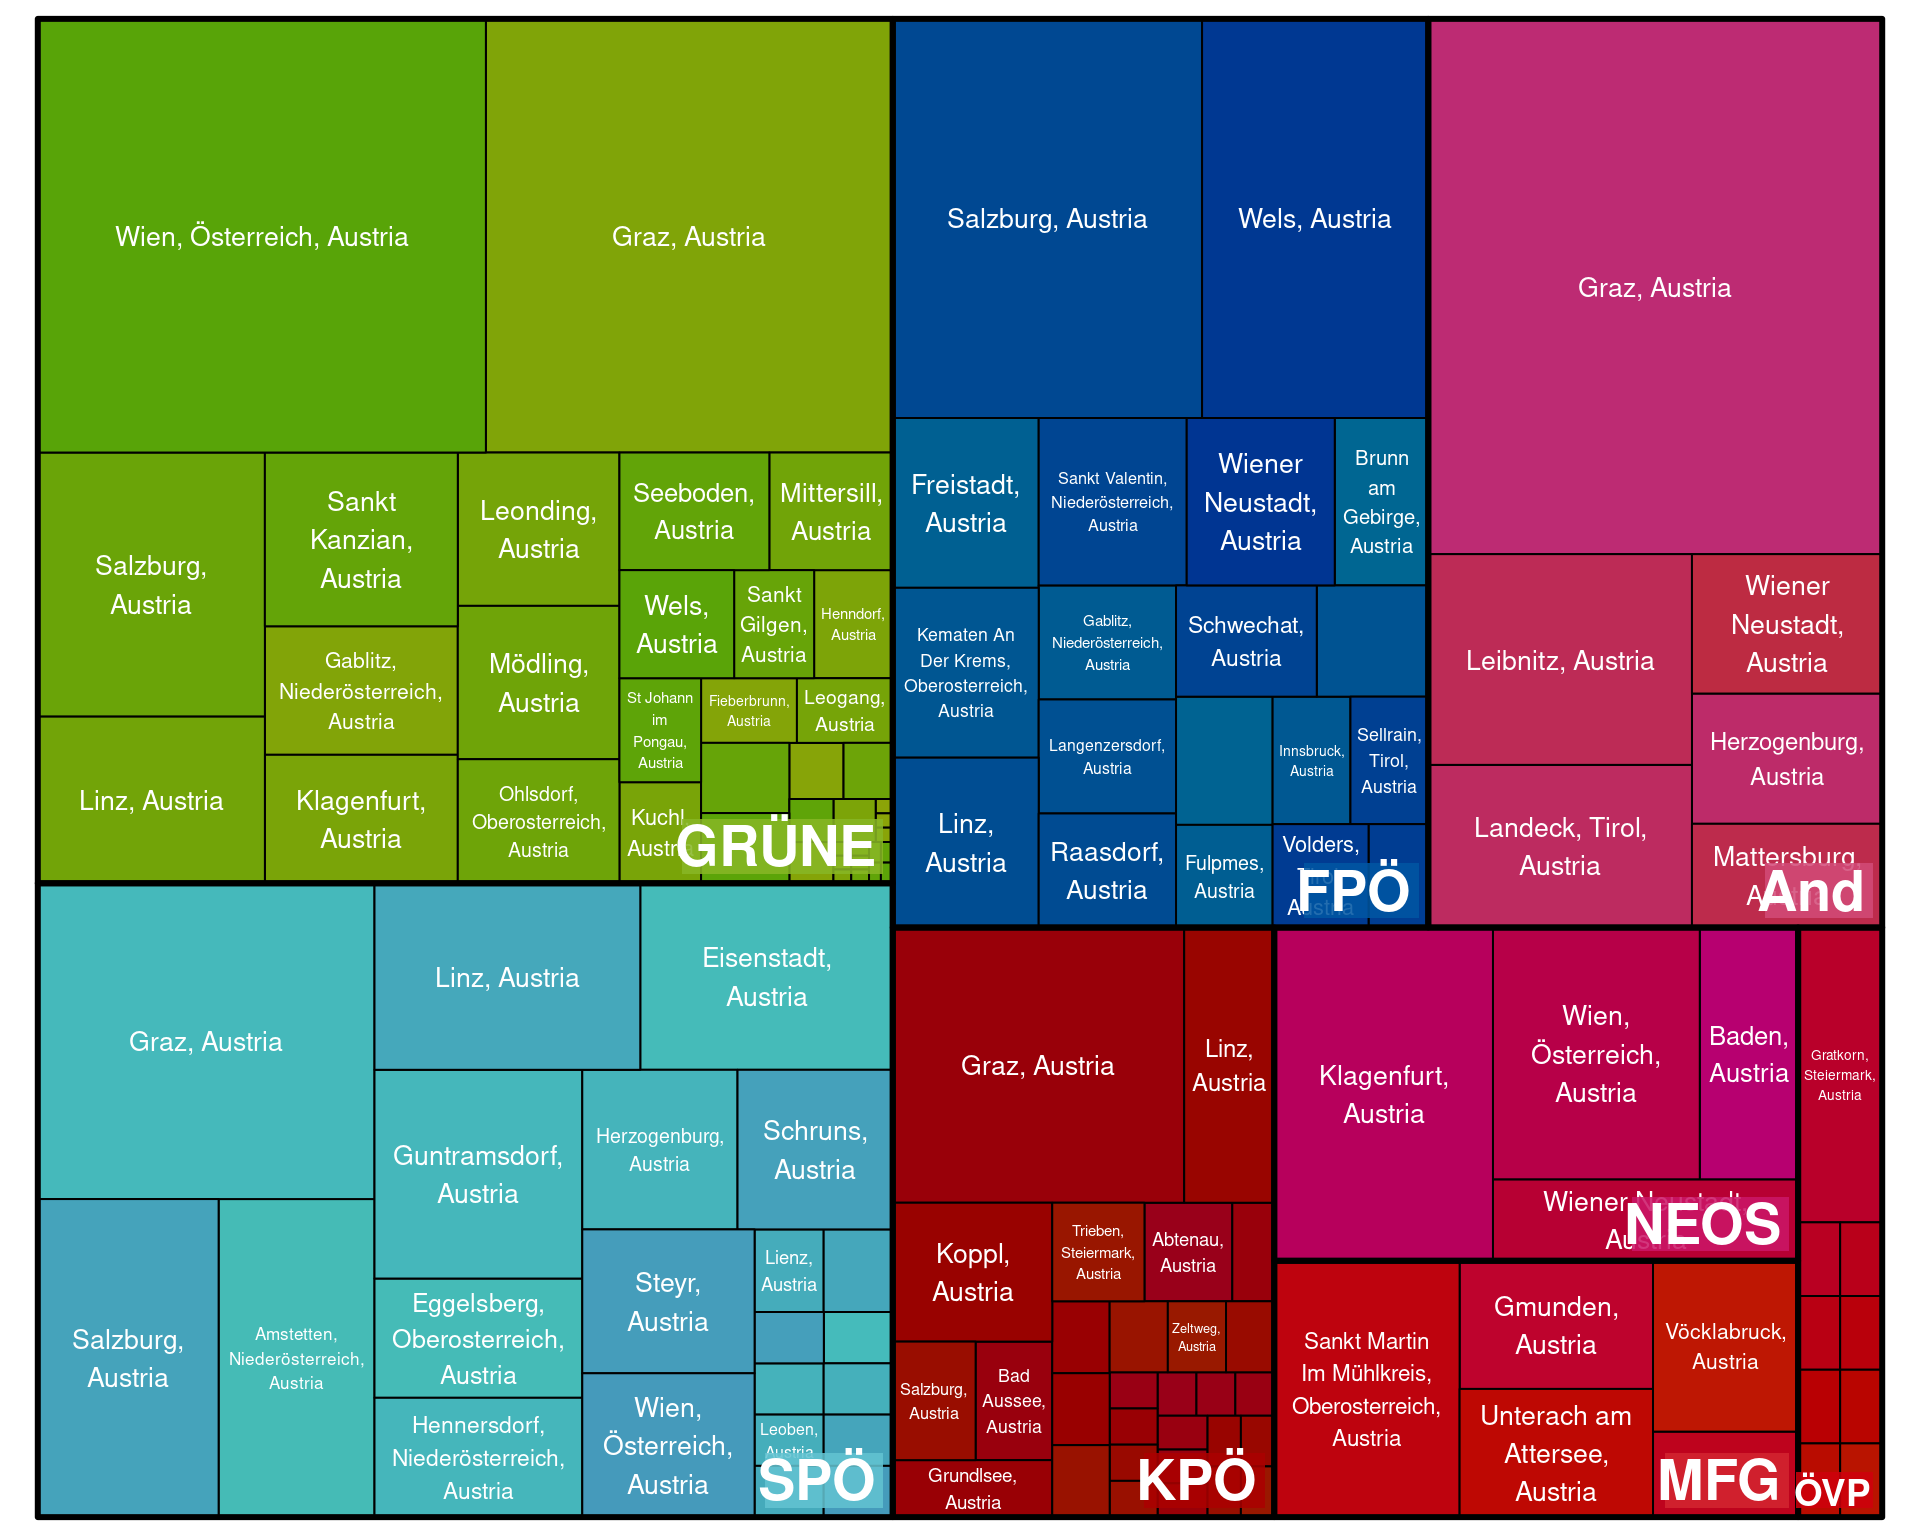 Wien, Österreich, Austria
Graz, Austria
Salzburg,
Austria
Linz, Austria
Sankt
Kanzian,
Austria
Gablitz,
Niederösterreich,
Austria
Klagenfurt,
Austria
Leonding,
Austria
Mödling,
Austria
Ohlsdorf,
Oberosterreich,
Austria
Seeboden,
Austria
Mittersill,
Austria
Wels,
Austria
Sankt
Gilgen,
Austria
Henndorf,
Austria
St Johann
im
Pongau,
Austria
Fieberbrunn,
Austria
Leogang,
Austria
Kuchl,
Austria
GRÜNE
Salzburg, Austria
Wels, Austria
Freistadt,
Austria
Sankt Valentin,
Niederösterreich,
Austria
Wiener
Neustadt,
Austria
Brunn
am
Gebirge,
Austria
Kematen An
Der Krems,
Oberosterreich,
Austria
Gablitz,
Niederösterreich,
Austria
Schwechat,
Austria
Langenzersdorf,
Austria
Innsbruck,
Austria
Sellrain,
Tirol,
Austria
Linz,
Austria
Raasdorf,
Austria
Fulpmes,
Austria
Volders,
Tirol,
Austria
FPÖ
Graz, Austria
Leibnitz, Austria
Wiener
Neustadt,
Austria
Herzogenburg,
Austria
Landeck, Tirol,
Austria
Mattersburg,
Austria
And
Graz, Austria
Linz, Austria
Eisenstadt,
Austria
Salzburg,
Austria
Amstetten,
Niederösterreich,
Austria
Guntramsdorf,
Austria
Herzogenburg,
Austria
Schruns,
Austria
Eggelsberg,
Oberosterreich,
Austria
Hennersdorf,
Niederösterreich,
Austria
Steyr,
Austria
Wien,
Österreich,
Austria
Lienz,
Austria
Leoben,
Austria
SPÖ
Graz, Austria
Linz,
Austria
Koppl,
Austria
Trieben,
Steiermark,
Austria
Abtenau,
Austria
Zeltweg,
Austria
Salzburg,
Austria
Bad
Aussee,
Austria
Grundlsee,
Austria
KPÖ
Klagenfurt,
Austria
Wien,
Österreich,
Austria
Baden,
Austria
Wiener Neustadt,
Austria
NEOS
Sankt Martin
Im Mühlkreis,
Oberosterreich,
Austria
Gmunden,
Austria
Unterach am
Attersee,
Austria
Vöcklabruck,
Austria
MFG
Gratkorn,
Steiermark,
Austria
ÖVP